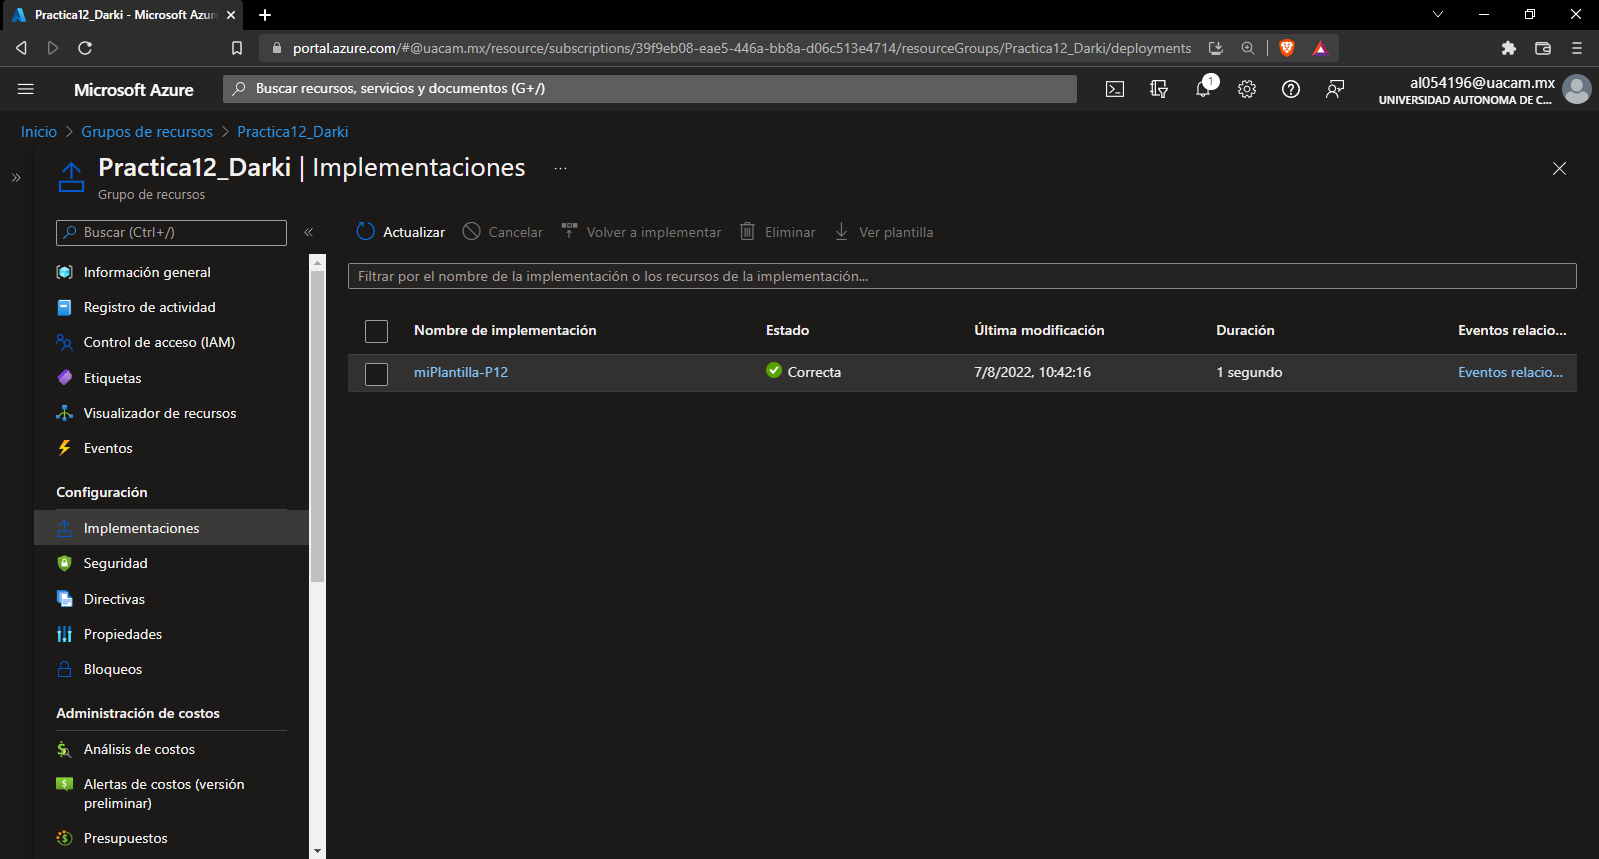 Practica12_Darki - Microsoft Azur
portal.azure.com/#@uacam.mx/resource/subscriptions/39f9eb08-eae5-446a-bb8a-d06c513e4714/resourceGroups/Practica12_Darki/deployments
Microsoft Azure
Buscar recursos, servicios y documentos (G+/)
1
al054196@uacam.mx
UNIVERSIDAD AUTONOMA DE C...
Inicio > Grupos de recursos > Practica12_Darki
Practica12_Darki | Implementaciones ...
Grupo de recursos
Buscar (Ctrl+/)
Información general
Registro de actividad
Control de acceso (IAM)
Etiquetas
Visualizador de recursos
Eventos
Configuración
Implementaciones
Seguridad
Directivas
Propiedades
Bloqueos
Administración de costos
Análisis de costos
Alertas de costos (versión
preliminar)
Presupuestos
Actualizar Cancelar Volver a implementar Eliminar Ver plantilla
Filtrar por el nombre de la implementación o los recursos de la implementación...
Nombre de implementación Estado Última modificación Duración Eventos relacio...
miPlantilla-P12 Correcta 7/8/2022, 10:42:16 1 segundo Eventos relacio...